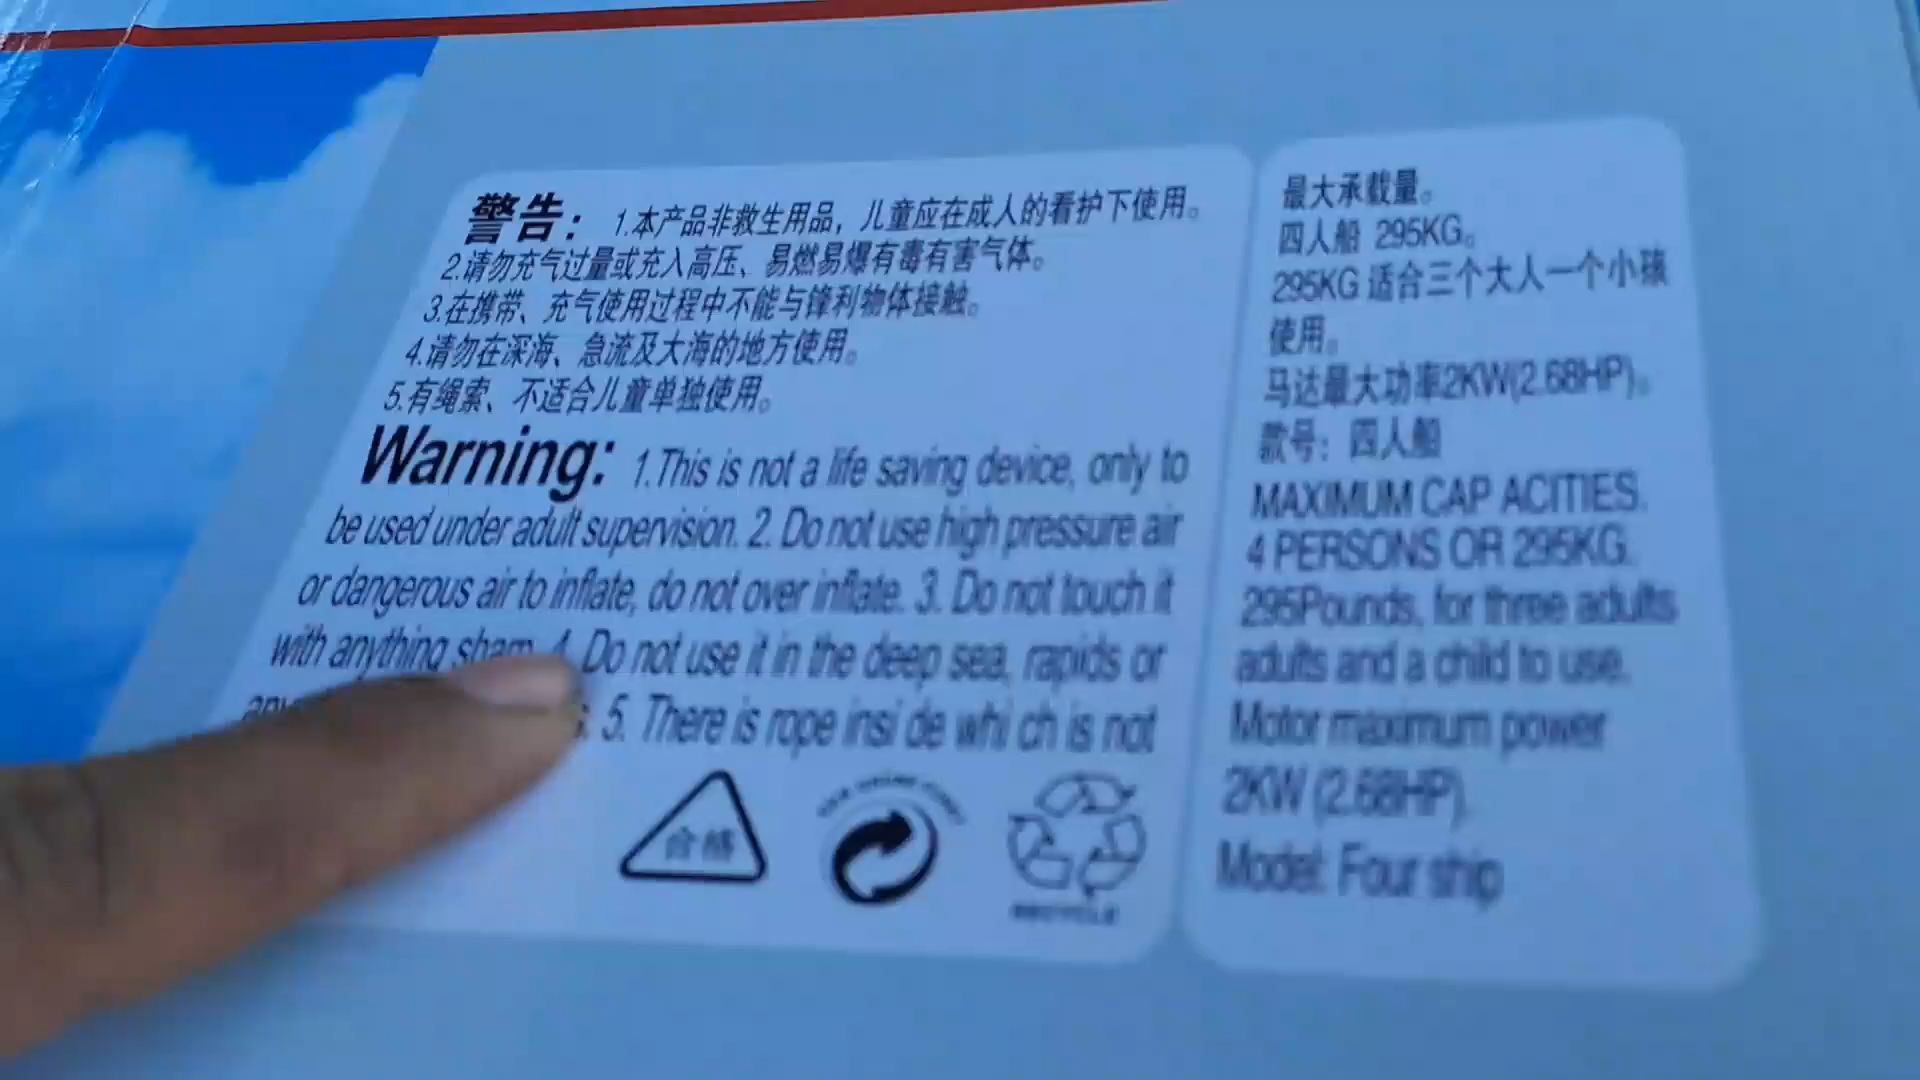 警告： 1.本产品非救生用品，儿童应在成人的看护下使用。
2.请勿充气过量或充入高压、易燃易爆有毒有害气体。
3.在携带、充气使用过程中不能与锋利物体接触。
4.请勿在深海、急流及大海的地方使用。
5.有绳索、不适合儿童单独使用。
Warning: 1.This is not a life saving device, only to
be used under adult supervision. 2. Do not use high pressure air
or dangerous air to inflate, do not over inflate. 3. Do not touch it
with anything sharp. 4. Do not use it in the deep sea, rapids or
5. There is rope insi de whi ch is not
合格
RECYCLE
最大承载量。
四人船 295KG。
295KG 适合三个大人一个小孩
使用。
马达最大功率2KW(2.68HP)。
款号：四人船
MAXIMUM CAP ACITIES.
4 PERSONS OR 295KG.
295Pounds, for three adults
adults and a child to use.
Motor maximum power
2KW (2.68HP).
Model: Four ship